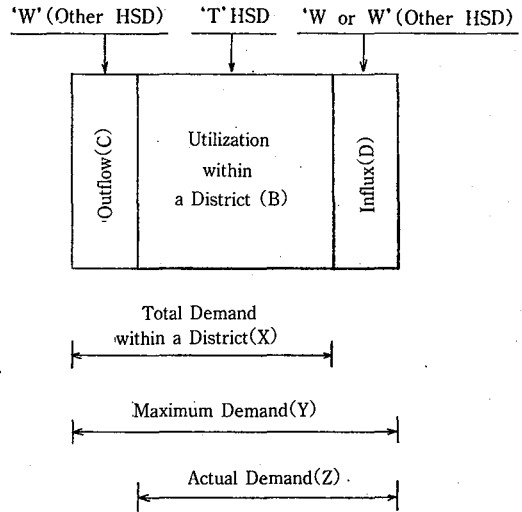 'W'(Other HSD) 'T'HSD 'W or W'(Other HSD)
Outflow(C)
Utilization
within
a District (B)
Influx(D)
Total Demand
within a District(X)
Maximum Demand(Y)
Actual Demand(Z)